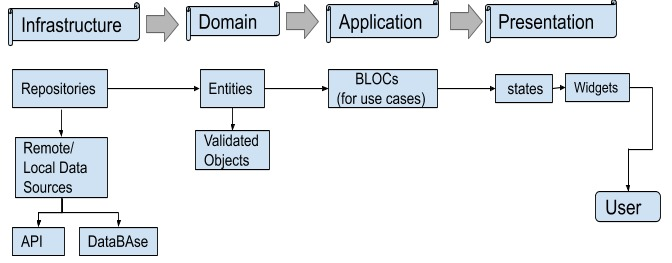 Infrastructure
Domain
Application
Presentation
Repositories
Entities
BLOCs
(for use cases)
states
Widgets
Remote/
Local Data
Sources
Validated
Objects
User
API
DataBAse